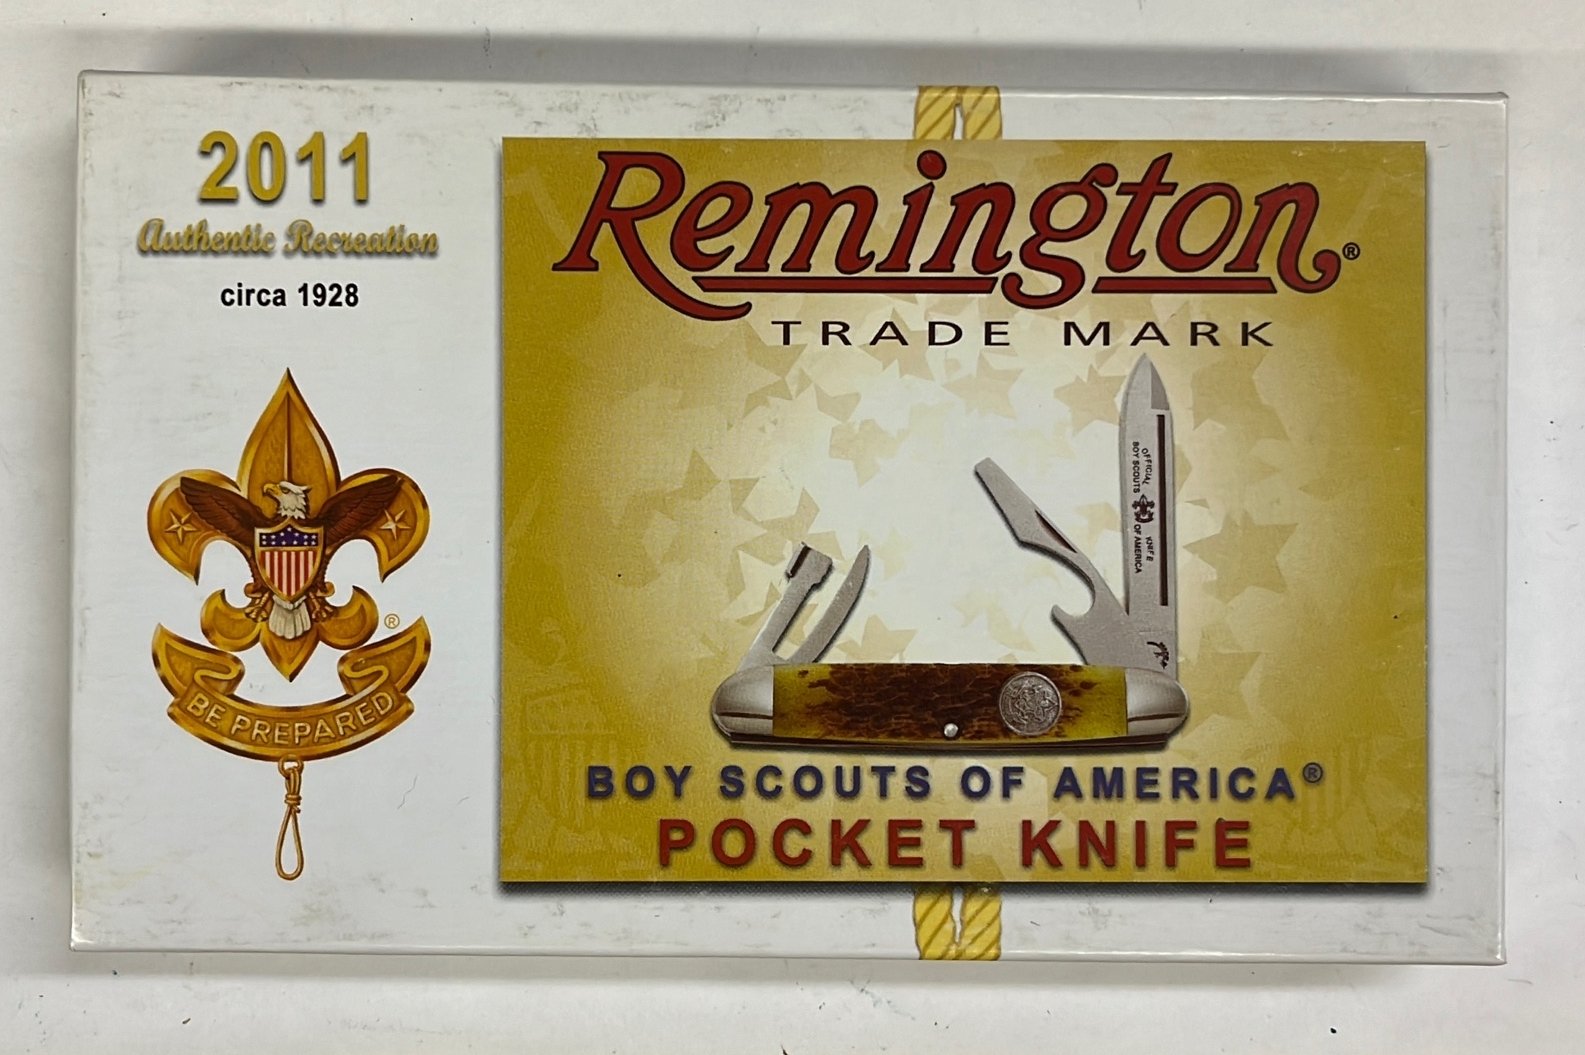 2011
Authentic Recreation
circa 1928
BE PREPARED
®
Remington®
TRADE MARK
OFFICIAL KNIFE
BOY SCOUTS OF AMERICA
BOY SCOUTS OF AMERICA®
POCKET KNIFE